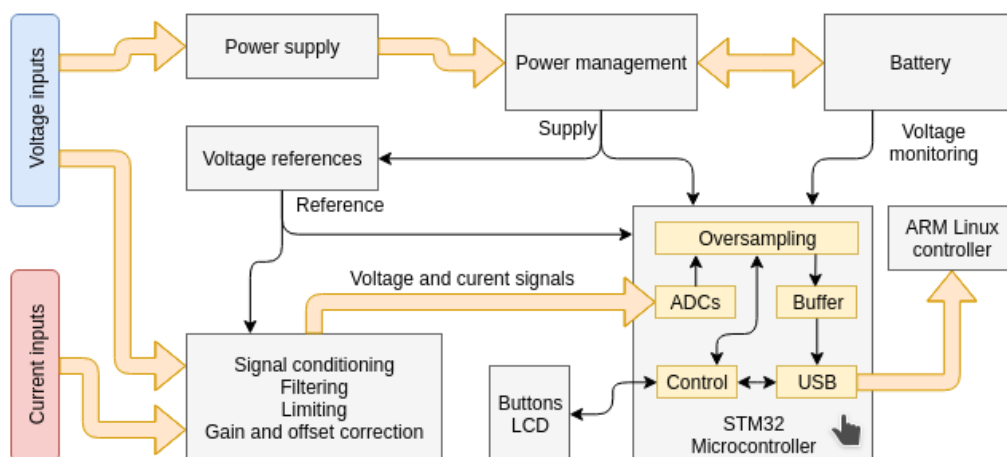 Voltage inputs
Power supply
Power management
Battery
Supply
Voltage
monitoring
Voltage references
Reference
Oversampling
ARM Linux
controller
Voltage and curent signals
ADCs
Buffer
Current inputs
Signal conditioning
Filtering
Limiting
Gain and offset correction
Buttons
LCD
Control
USB
STM32
Microcontroller